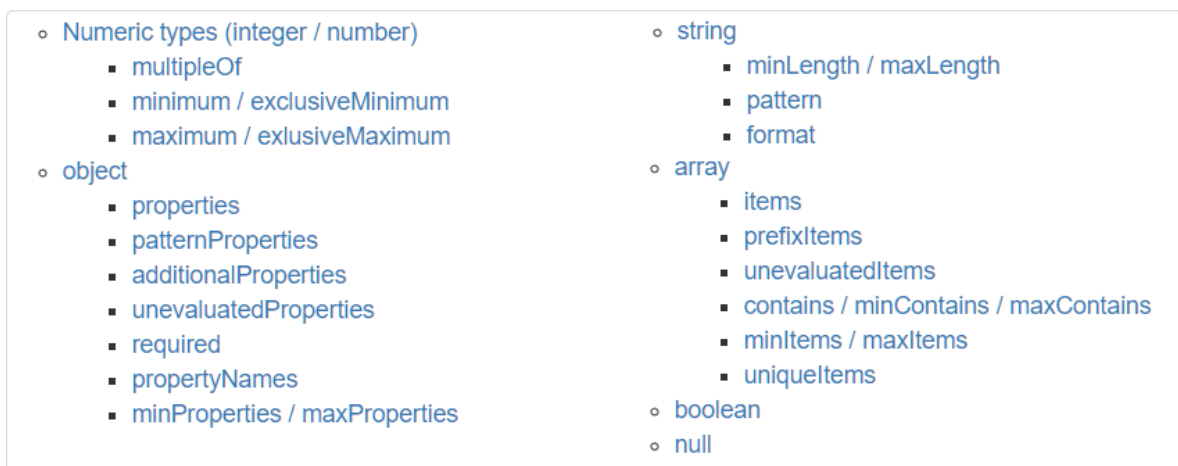 Numeric types (integer / number)
multipleOf
minimum / exclusiveMinimum
maximum / exlusiveMaximum
object
properties
patternProperties
additionalProperties
unevaluatedProperties
required
propertyNames
minProperties / maxProperties
string
minLength / maxLength
pattern
format
array
items
prefixItems
unevaluatedItems
contains / minContains / maxContains
minItems / maxItems
uniqueItems
boolean
null